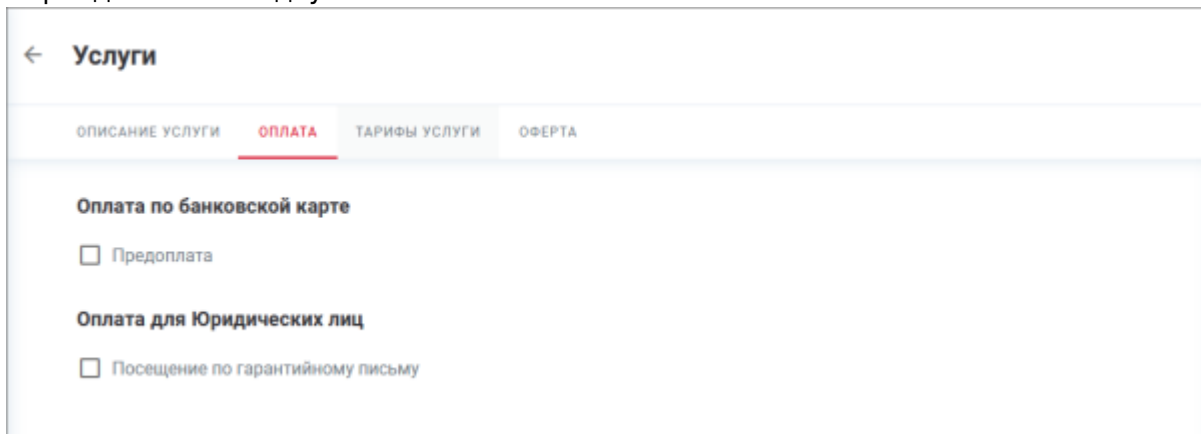 Услуги
ОПИСАНИЕ УСЛУГИ ОПЛАТА ТАРИФЫ УСЛУГИ ОФЕРТА
Оплата по банковской карте
Предоплата
Оплата для Юридических лиц
Посещение по гарантийному письму